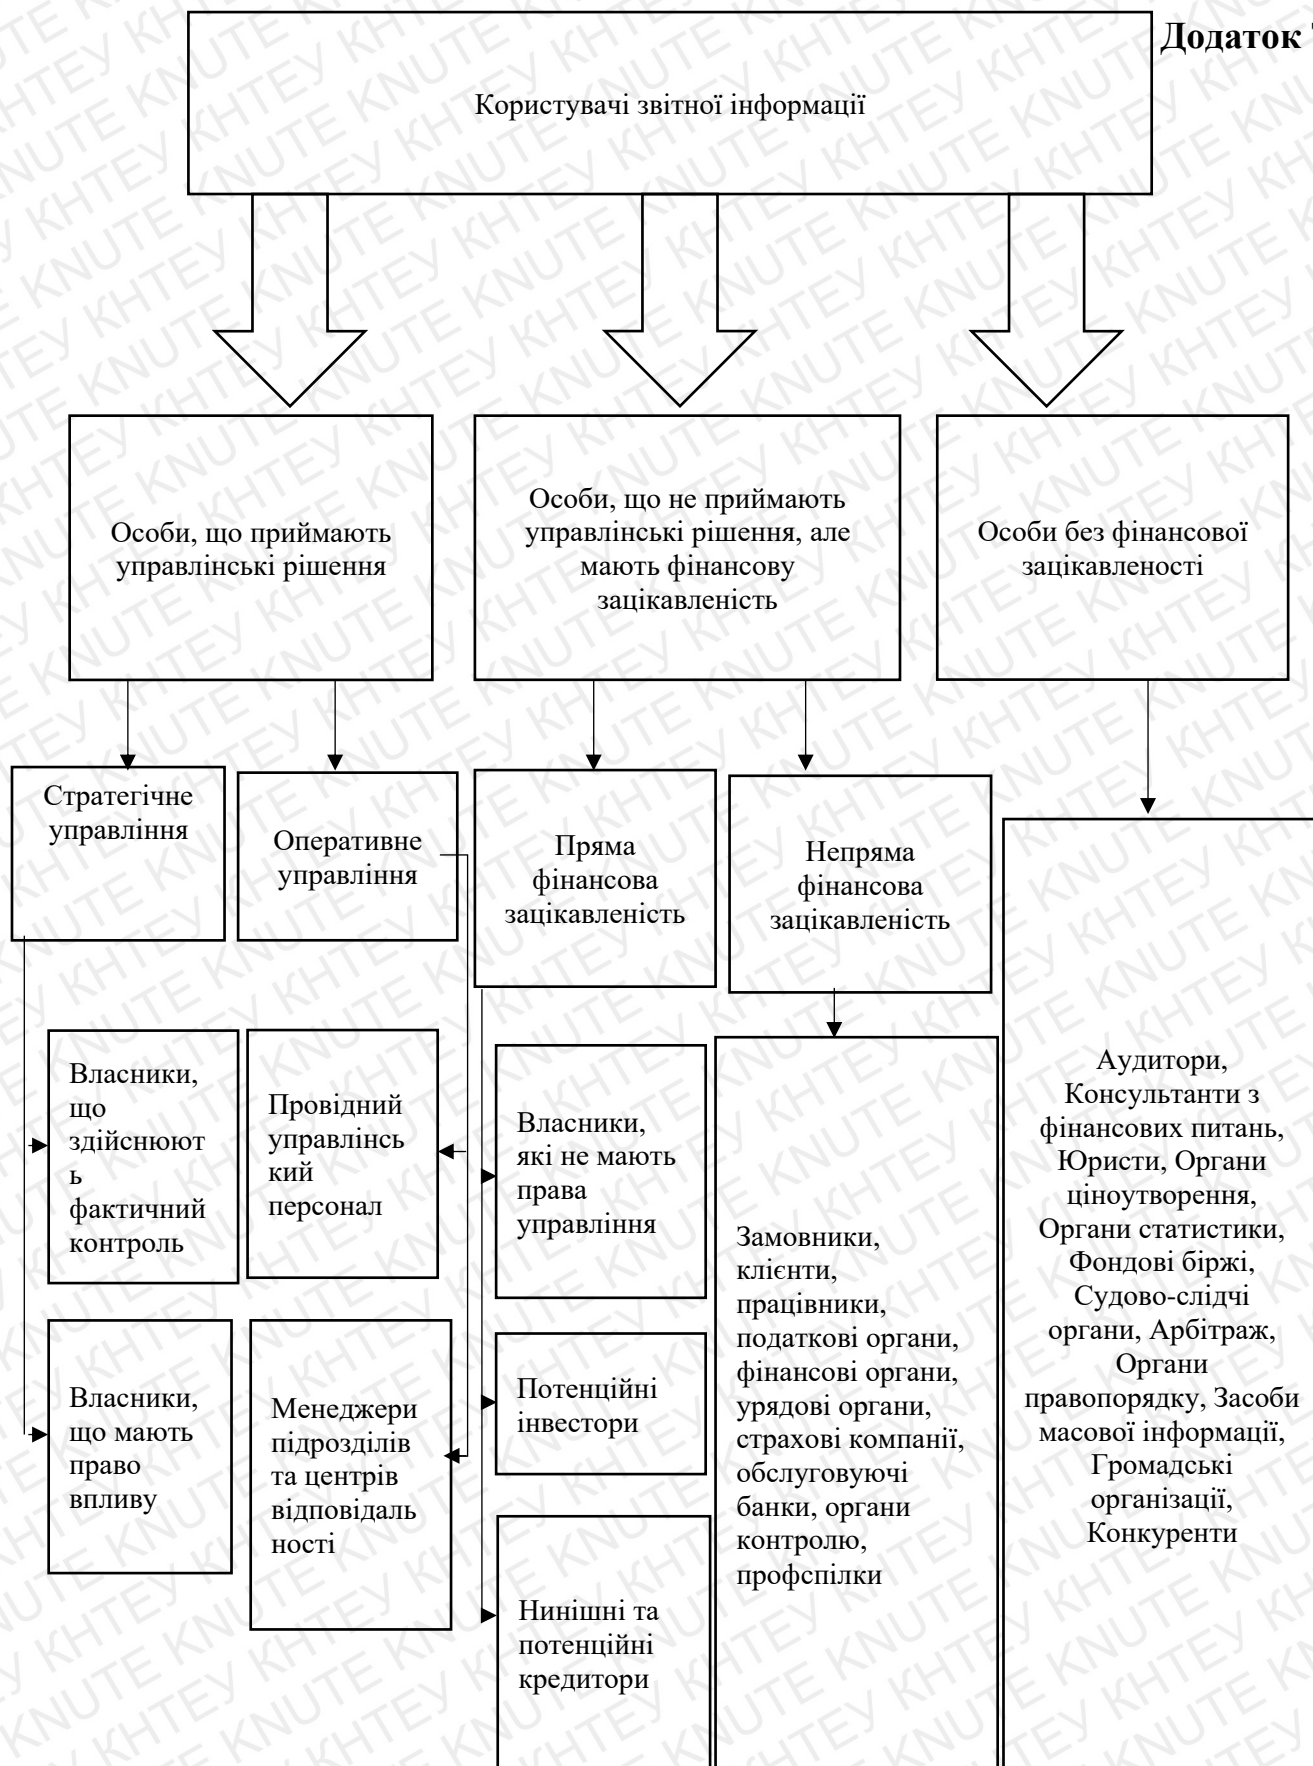 Додаток
Користувачі звітної інформації
Особи, що приймають
управлінські рішення
Особи, що не приймають
управлінські рішення, але
мають фінансову
зацікавленість
Особи без фінансової
зацікавленості
Стратегічне
управління
Оперативне
управління
Пряма
фінансова
зацікавленість
Непряма
фінансова
зацікавленість
Власники,
що
здійснюют
ь
фактичний
контроль
Провідний
управлінсь
кий
персонал
Власники,
які не мають
права
управління
Замовники,
клієнти,
працівники,
податкові органи,
фінансові органи,
урядові органи,
страхові компанії,
обслуговуючі
банки, органи
контролю,
профспілки
Аудитори,
Консультанти з
фінансових питань,
Юристи, Органи
ціноутворення,
Органи статистики,
Фондові біржі,
Судово-слідчі
органи, Арбітраж,
Органи
правопорядку, Засоби
масової інформації,
Громадські
організації,
Конкуренти
Власники,
що мають
право
впливу
Менеджери
підрозділів
та центрів
відповідаль
ності
Потенційні
інвестори
Нинішні та
потенційні
кредитори